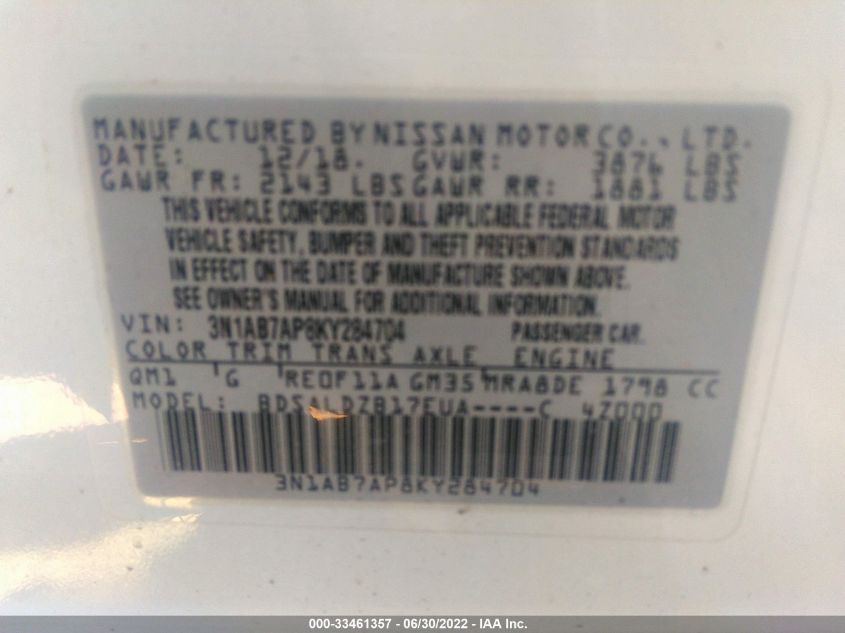 MANUFACTURED BY NISSAN MOTOR CO., LTD.
DATE: 12/18. GVWR: 3876 LBS
GAWR FR: 2143 LBS GAWR RR: 1881 LBS
THIS VEHICLE CONFORMS TO ALL APPLICABLE FEDERAL MOTOR
VEHICLE SAFETY, BUMPER AND THEFT PREVENTION STANDARDS
IN EFFECT ON THE DATE OF MANUFACTURE SHOWN ABOVE.
SEE OWNER'S MANUAL FOR ADDITIONAL INFORMATION.
VIN: 3N1AB7AP8KY284704 PASSENGER CAR.
COLOR TRIM TRANS AXLE ENGINE
QM1 G RE0F11A GM35 MRA8DE 1798 CC
MODEL: BDSALDZB17EUA----C 4Z000
3N1AB7AP8KY284704
000-33461357 - 06/30/2022 - IAA Inc.